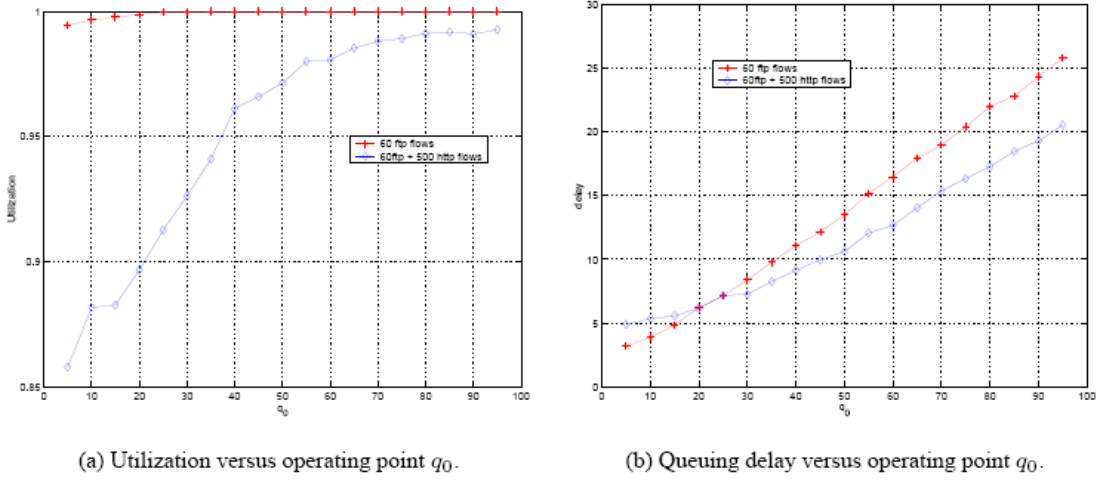 1
0.95
0.9
0.85
Utilization
60 ftp flows
60ftp + 500 http flows
0 10 20 30 40 50 60 70 80 90 100
q0
(a) Utilization versus operating point q0.
30
25
20
15
10
5
0
delay
60 ftp flows
60ftp + 500 http flows
0 10 20 30 40 50 60 70 80 90 100
q0
(b) Queuing delay versus operating point q0.